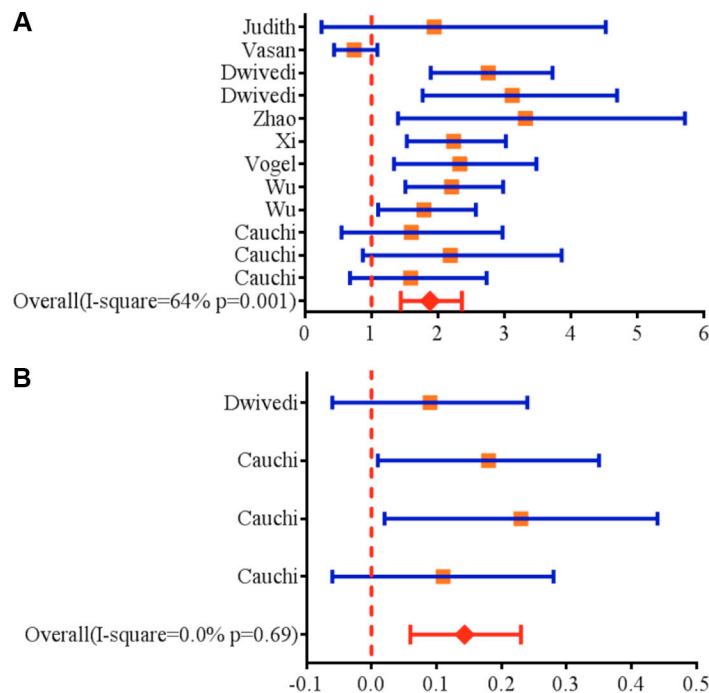 A
Judith
Vasan
Dwivedi
Dwivedi
Zhao
Xi
Vogel
Wu
Wu
Cauchi
Cauchi
Cauchi
Overall(I-square=64% p=0.001)
0 1 2 3 4 5 6
B
Dwivedi
Cauchi
Cauchi
Cauchi
Overall(I-square=0.0% p=0.69)
-0.1 0.0 0.1 0.2 0.3 0.4 0.5